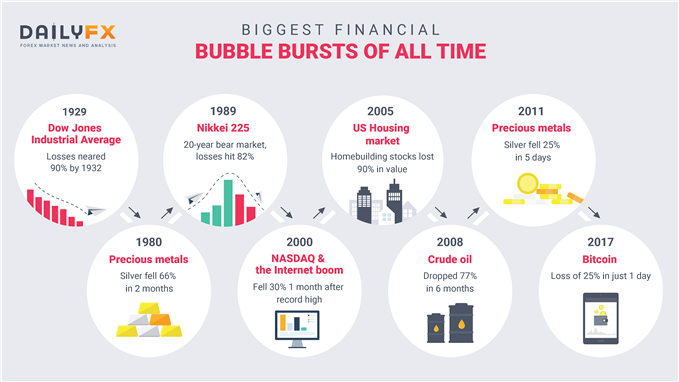 DAILYFX
FOREX MARKET NEWS AND ANALYSIS
BIGGEST FINANCIAL
BUBBLE BURSTS OF ALL TIME
1929
Dow Jones
Industrial Average
Losses neared
90% by 1932
1980
Precious metals
Silver fell 66%
in 2 months
1989
Nikkei 225
20-year bear market,
losses hit 82%
2000
NASDAQ &
the Internet boom
Fell 30% 1 month after
record high
2005
US Housing
market
Homebuilding stocks lost
90% in value
2008
Crude oil
Dropped 77%
in 6 months
2011
Precious metals
Silver fell 25%
in 5 days
2017
Bitcoin
Loss of 25% in just 1 day